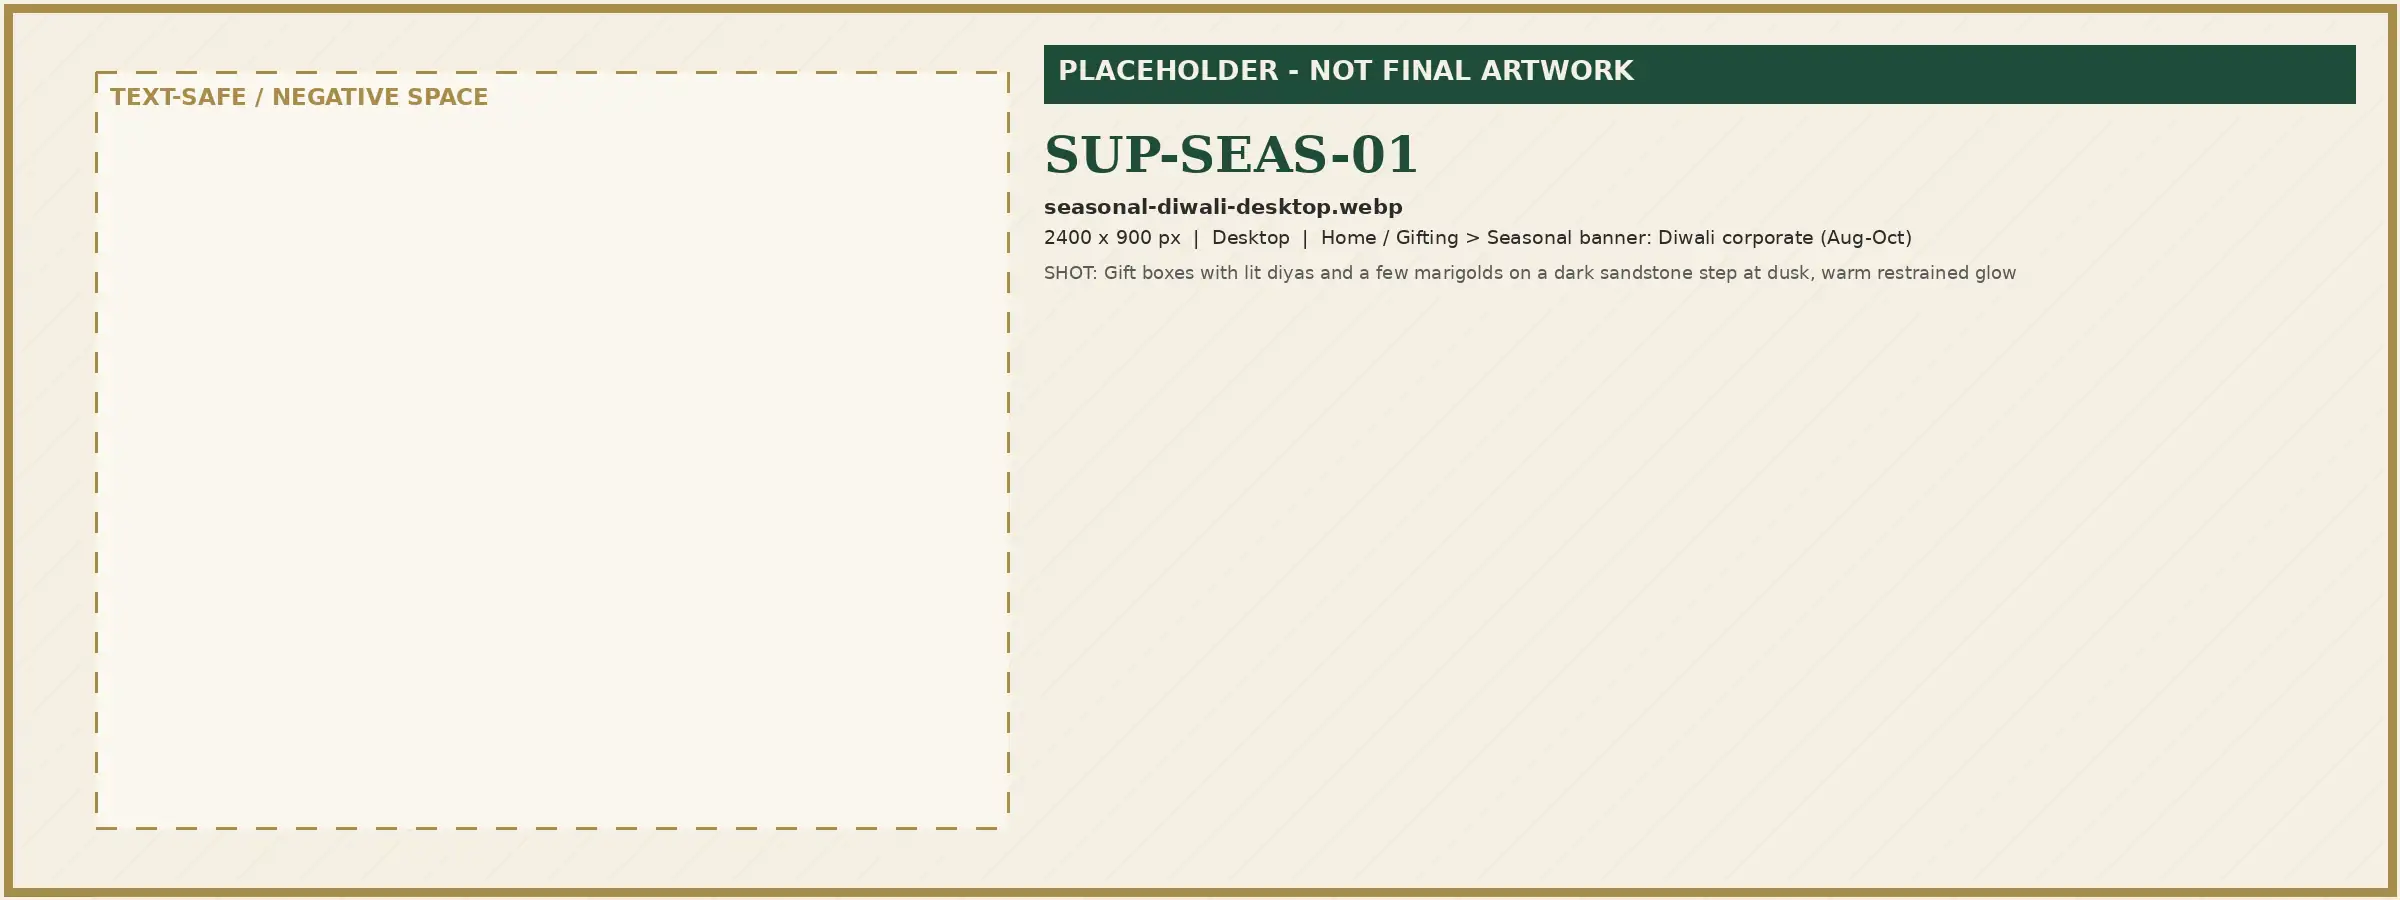 TEXT-SAFE / NEGATIVE SPACE
PLACEHOLDER - NOT FINAL ARTWORK
SUP-SEAS-01
seasonal-diwali-desktop.webp
2400 x 900 px | Desktop | Home / Gifting > Seasonal banner: Diwali corporate (Aug-Oct)
SHOT: Gift boxes with lit diyas and a few marigolds on a dark sandstone step at dusk, warm restrained glow